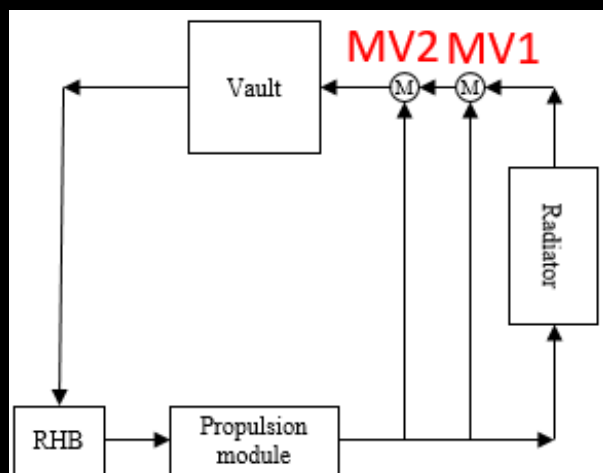 MV2 MV1
M M
Vault
Radiator
RHB
Propulsion
module